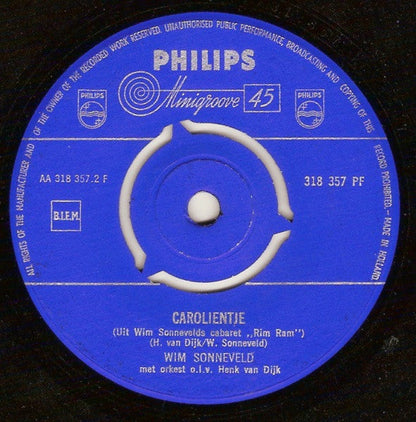 ALL RIGHTS OF THE MANUFACTURER AND OF THE OWNER OF THE RECORDED WORK RESERVED. UNAUTHORISED PUBLIC PERFORMANCE, BROADCASTING AND COPYING OF THIS RECORD PROHIBITED - MADE IN HOLLAND
PHILIPS
PHILIPS Minigroove 45 PHILIPS
AA 318 357.2 F 318 357 PF
B.I.E.M.
CAROLIENTJE
(Uit Wim Sonnevelds cabaret ,,Rim Ram")
(H. van Dijk/W. Sonneveld)
WIM SONNEVELD
met orkest o.l.v. Henk van Dijk